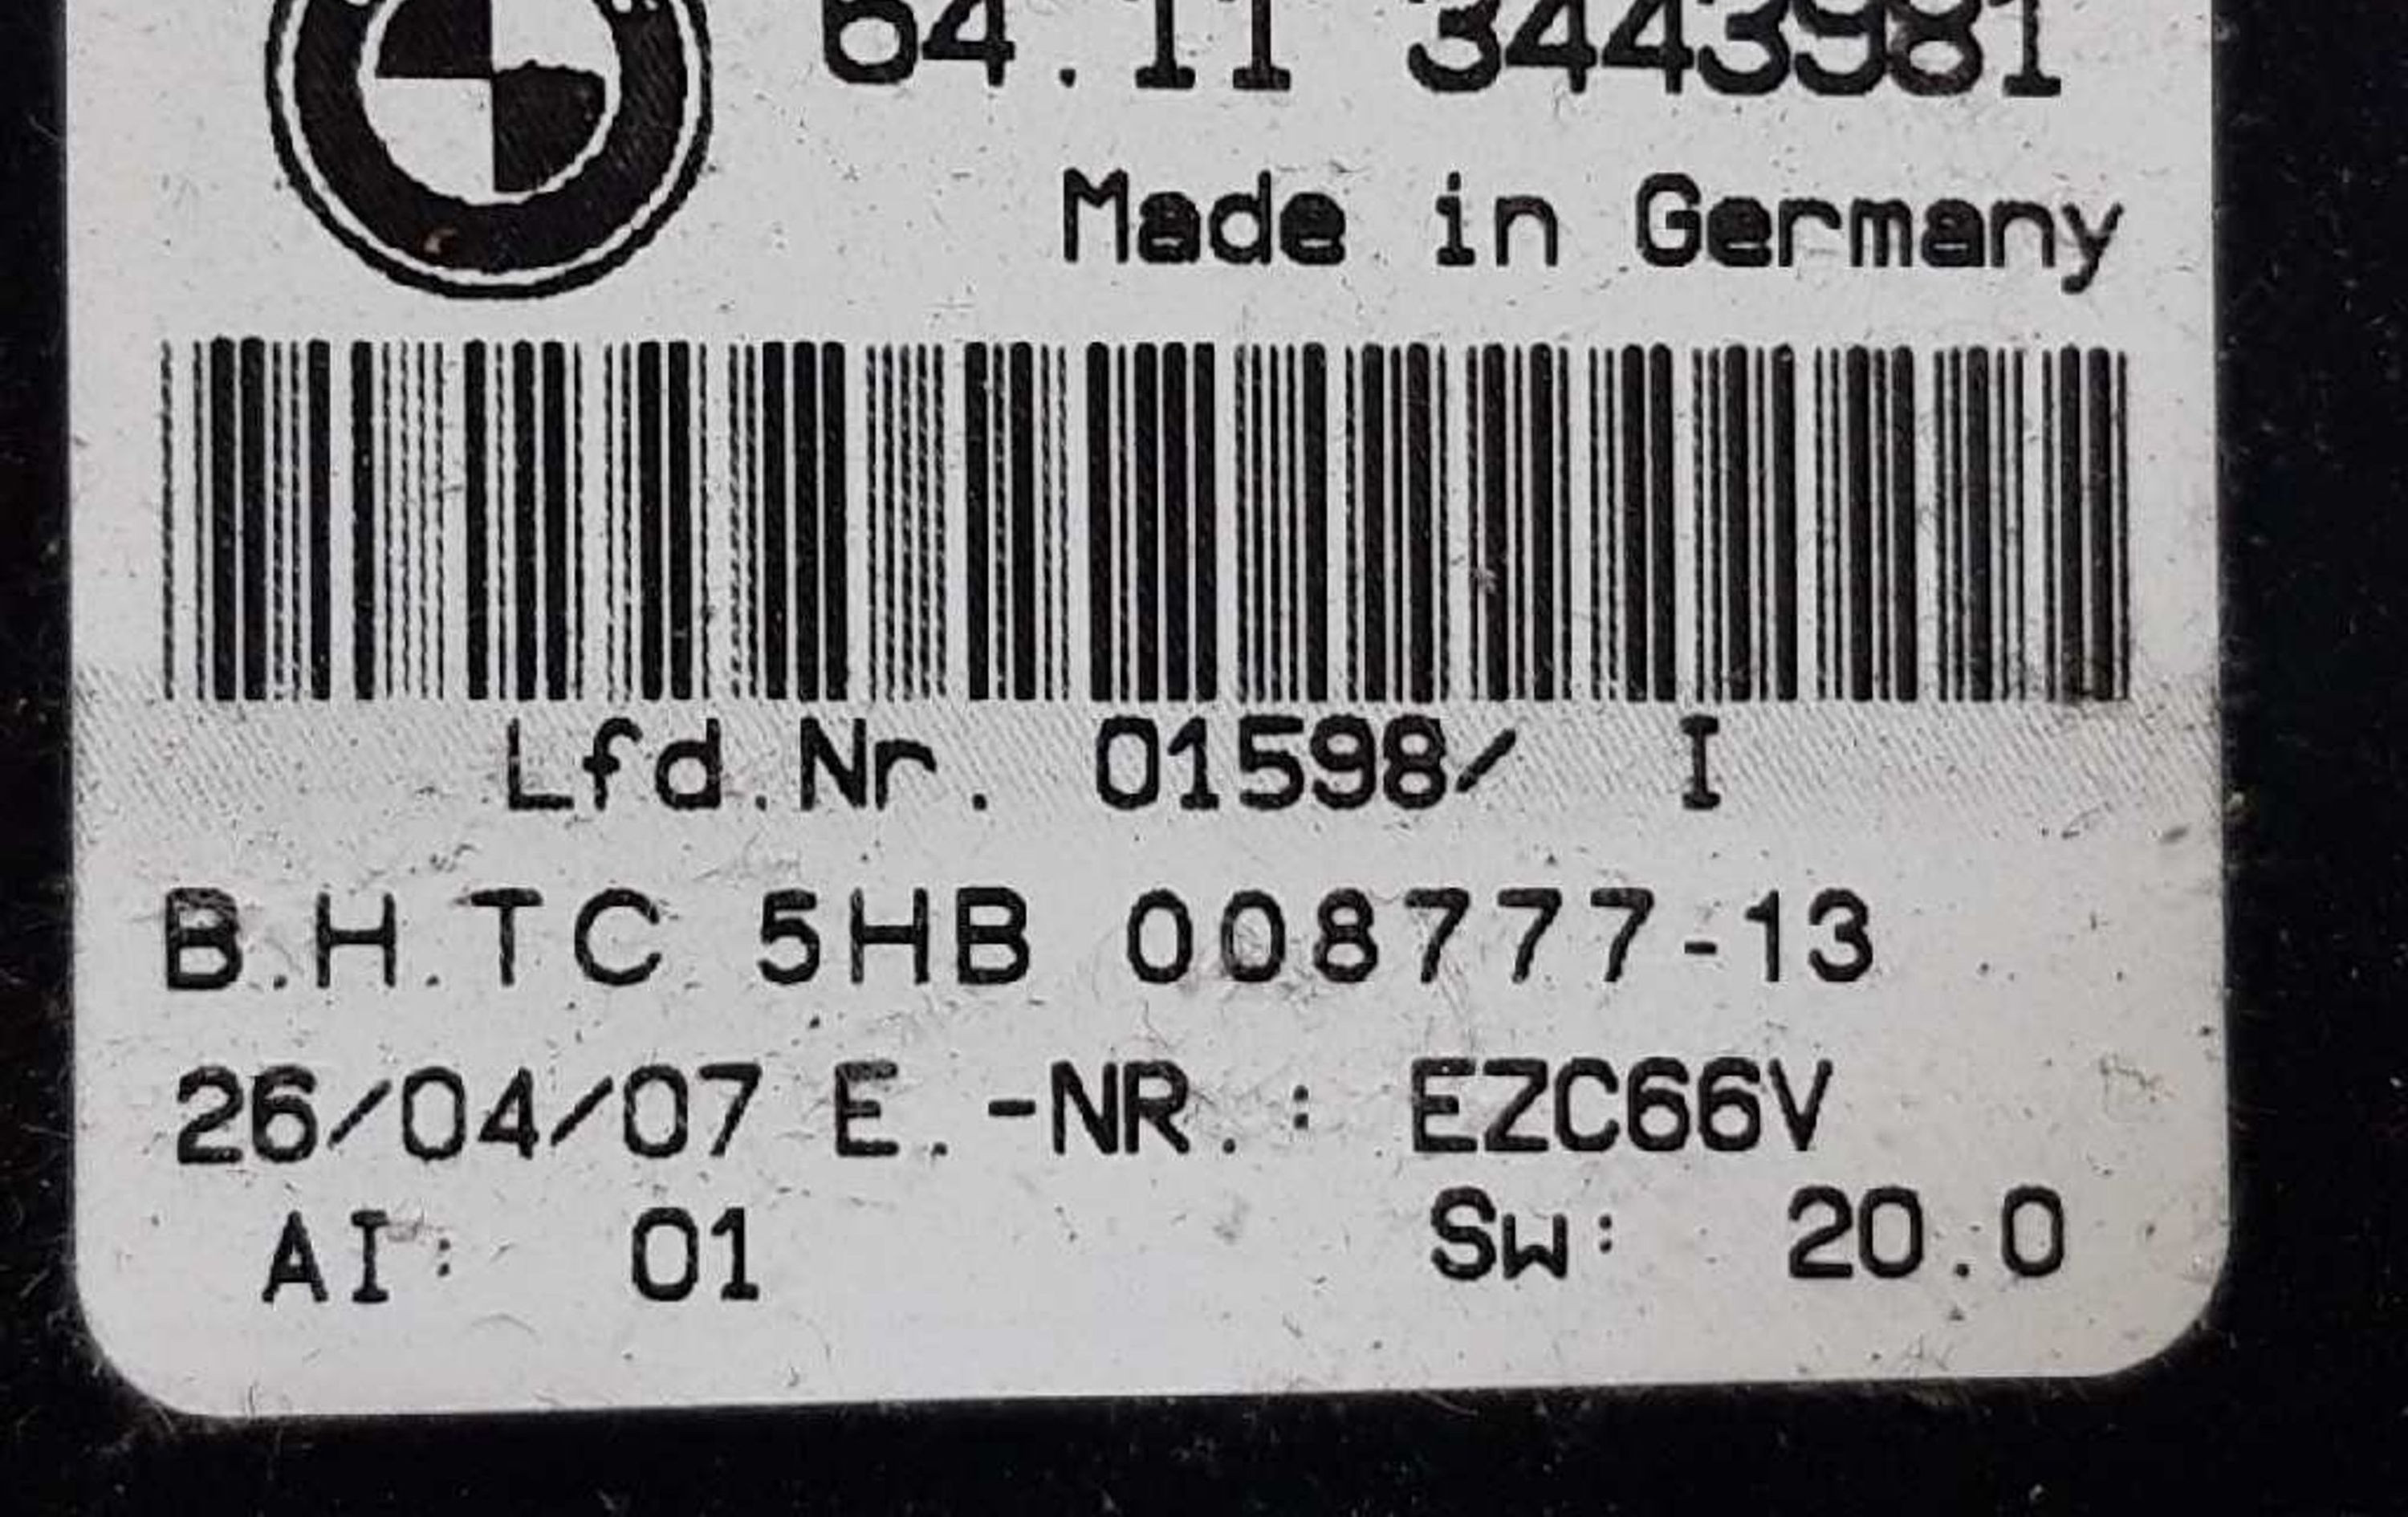 64.11 3443981
Made in Germany
Lfd.Nr. 01598/ I
B.H.TC 5HB 008777-13
26/04/07 E.-NR.: EZC66V
AI: 01 Sw: 20.0